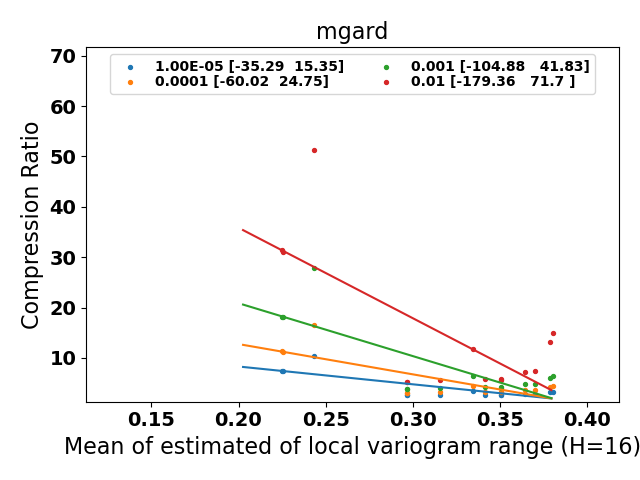 mgard
70
60
50
40
30
20
10
Compression Ratio
1.00E-05 [-35.29  15.35]
0.0001 [-60.02  24.75]
0.001 [-104.88   41.83]
0.01 [-179.36   71.7 ]
0.15 0.20 0.25 0.30 0.35 0.40
Mean of estimated of local variogram range (H=16)